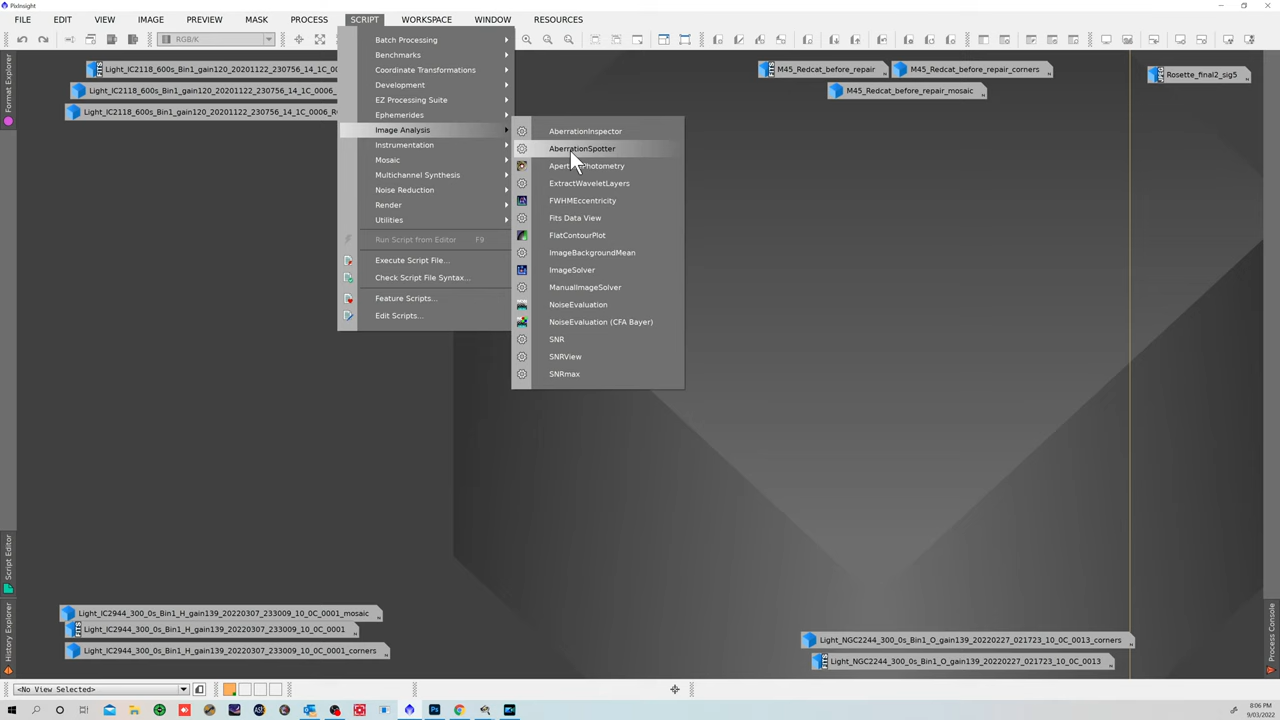 PixInsight
FILE EDIT VIEW IMAGE PREVIEW MASK PROCESS SCRIPT WORKSPACE WINDOW RESOURCES
RGB/K
Format Explorer
Script Editor
History Explorer
Light_IC2118_600s_Bin1_gain120_20201122_230756_14_1C_00
Light_IC2118_600s_Bin1_gain120_20201122_230756_14_1C_0006_
Light_IC2118_600s_Bin1_gain120_20201122_230756_14_1C_0006_R
Batch Processing
Benchmarks
Coordinate Transformations
Development
EZ Processing Suite
Ephemerides
Image Analysis
Instrumentation
Mosaic
Multichannel Synthesis
Noise Reduction
Render
Utilities
Run Script from Editor F9
Execute Script File...
Check Script File Syntax...
Feature Scripts...
Edit Scripts...
AberrationInspector
AberrationSpotter
FWHMEccentricity
ExtractWaveletLayers
Fits Data View
FlatContourPlot
ImageBackgroundMean
ImageSolver
ManualImageSolver
NoiseEvaluation
NoiseEvaluation (CFA Bayer)
SNR
SNRView
SNRmax
M45_Redcat_before_repair
M45_Redcat_before_repair_corners
M45_Redcat_before_repair_mosaic
Rosette_final2_sig5
Light_IC2944_300_0s_Bin1_H_gain139_20220307_233009_10_0C_0001_mosaic
Light_IC2944_300_0s_Bin1_H_gain139_20220307_233009_10_0C_0001
Light_IC2944_300_0s_Bin1_H_gain139_20220307_233009_10_0C_0001_corners
Light_NGC2244_300_0s_Bin1_O_gain139_20220227_021723_10_0C_0013_corners
Light_NGC2244_300_0s_Bin1_O_gain139_20220227_021723_10_0C_0013
Process Console
<No View Selected>
8:06 PM
9/03/2022